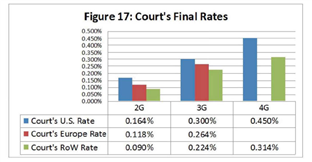 Figure 17: Court's Final Rates
0.500%
0.450%
0.400%
0.350%
0.300%
0.250%
0.200%
0.150%
0.100%
0.050%
0.000%
2G 3G 4G
Court's U.S. Rate 0.164% 0.300% 0.450%
Court's Europe Rate 0.118% 0.264%
Court's RoW Rate 0.090% 0.224% 0.314%